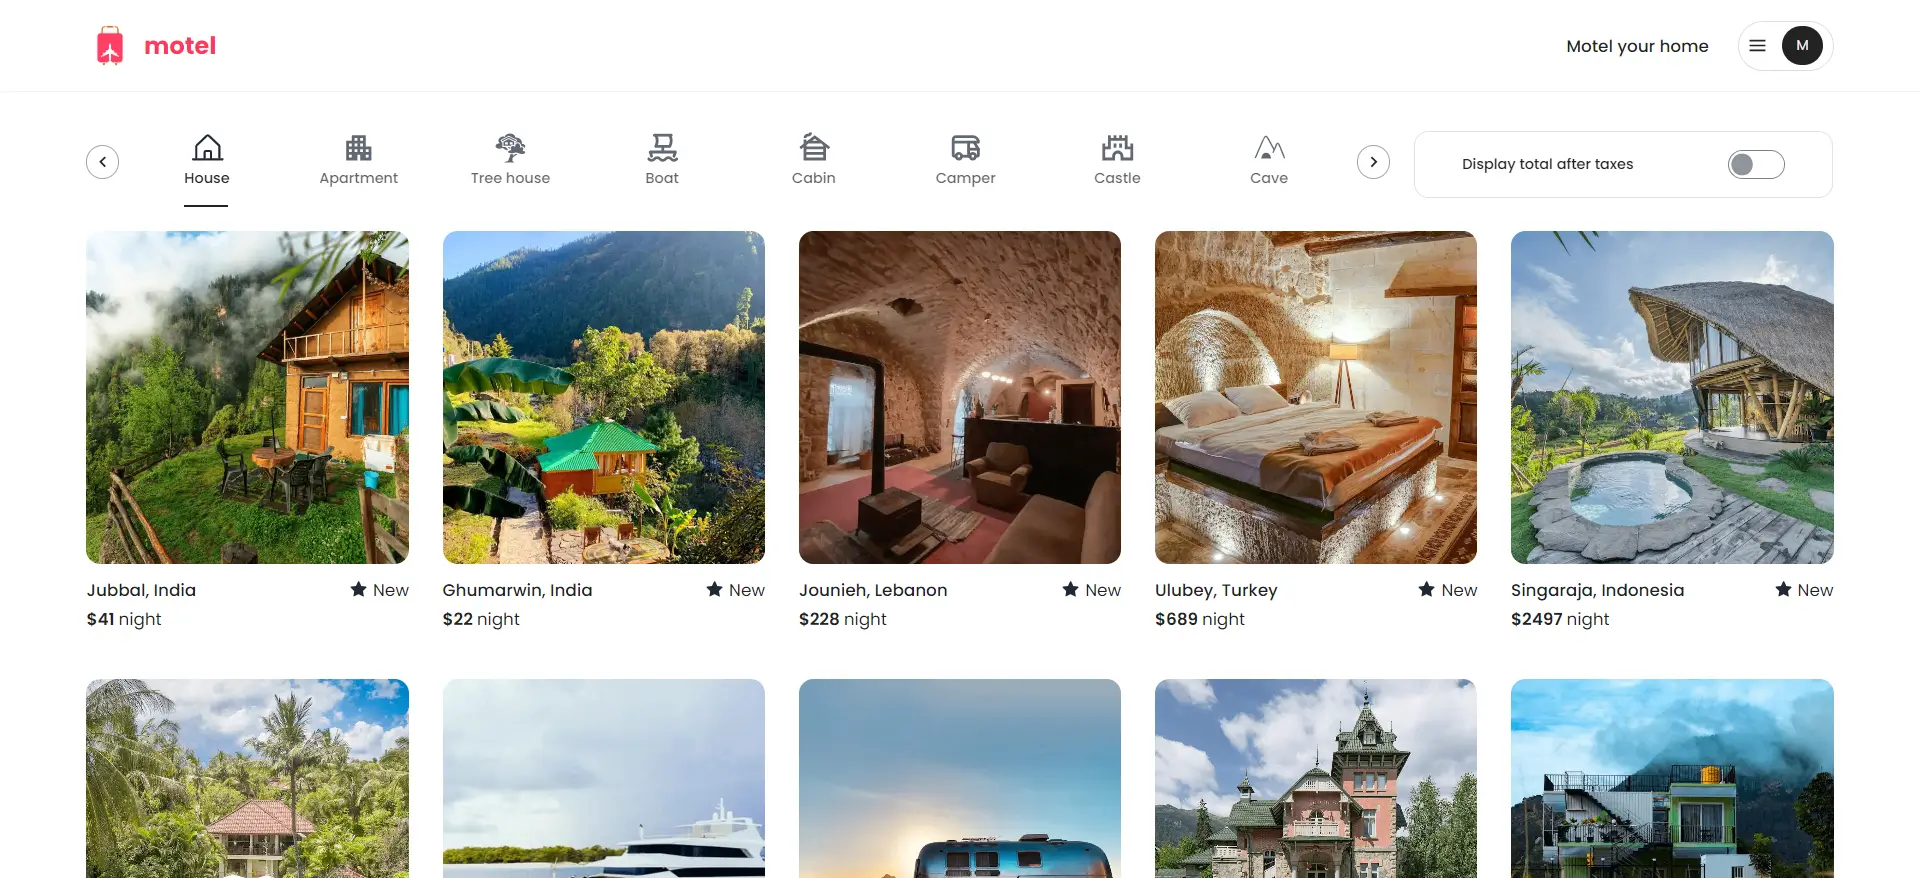 motel
Motel your home
M
House
Apartment
Tree house
Boat
Cabin
Camper
Castle
Cave
Display total after taxes
Jubbal, India
New
$41 night
Ghumarwin, India
New
$22 night
Jounieh, Lebanon
New
$228 night
Ulubey, Turkey
New
$689 night
Singaraja, Indonesia
New
$2497 night